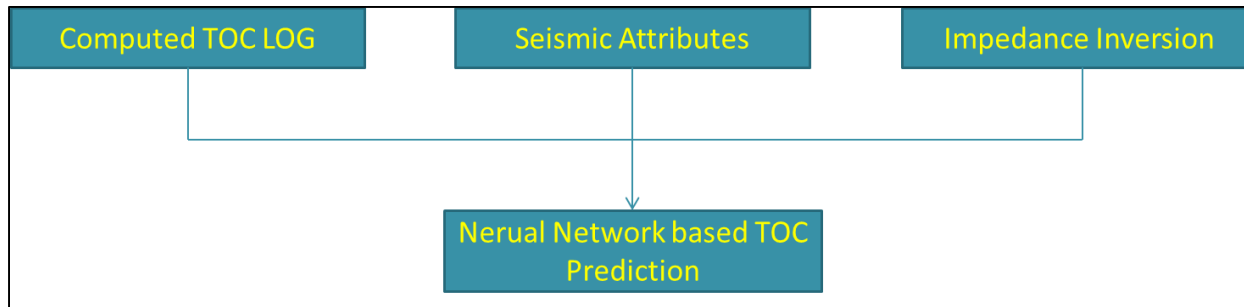 Computed TOC LOG
Seismic Attributes
Impedance Inversion
Nerual Network based TOC
Prediction